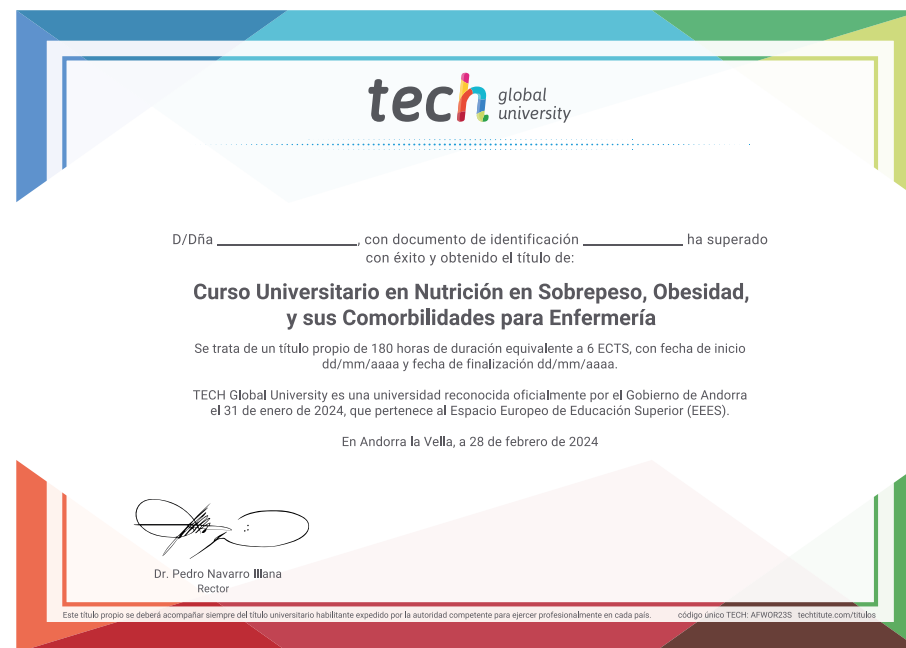 tech global university
D/Dña ____________________, con documento de identificación ______________ ha superado
con éxito y obtenido el título de:
Curso Universitario en Nutrición en Sobrepeso, Obesidad,
y sus Comorbilidades para Enfermería
Se trata de un título propio de 180 horas de duración equivalente a 6 ECTS, con fecha de inicio
dd/mm/aaaa y fecha de finalización dd/mm/aaaa.
TECH Global University es una universidad reconocida oficialmente por el Gobierno de Andorra
el 31 de enero de 2024, que pertenece al Espacio Europeo de Educación Superior (EEES).
En Andorra la Vella, a 28 de febrero de 2024
Dr. Pedro Navarro Illana
Rector
Este título propio se deberá acompañar siempre del título universitario habilitante expedido por la autoridad competente para ejercer profesionalmente en cada país. código único TECH: AFWOR23S techtitute.com/titulos